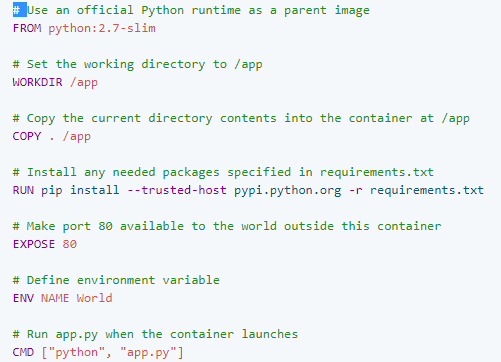 # Use an official Python runtime as a parent image
FROM python:2.7-slim
# Set the working directory to /app
WORKDIR /app
# Copy the current directory contents into the container at /app
COPY . /app
# Install any needed packages specified in requirements.txt
RUN pip install --trusted-host pypi.python.org -r requirements.txt
# Make port 80 available to the world outside this container
EXPOSE 80
# Define environment variable
ENV NAME World
# Run app.py when the container launches
CMD ["python", "app.py"]